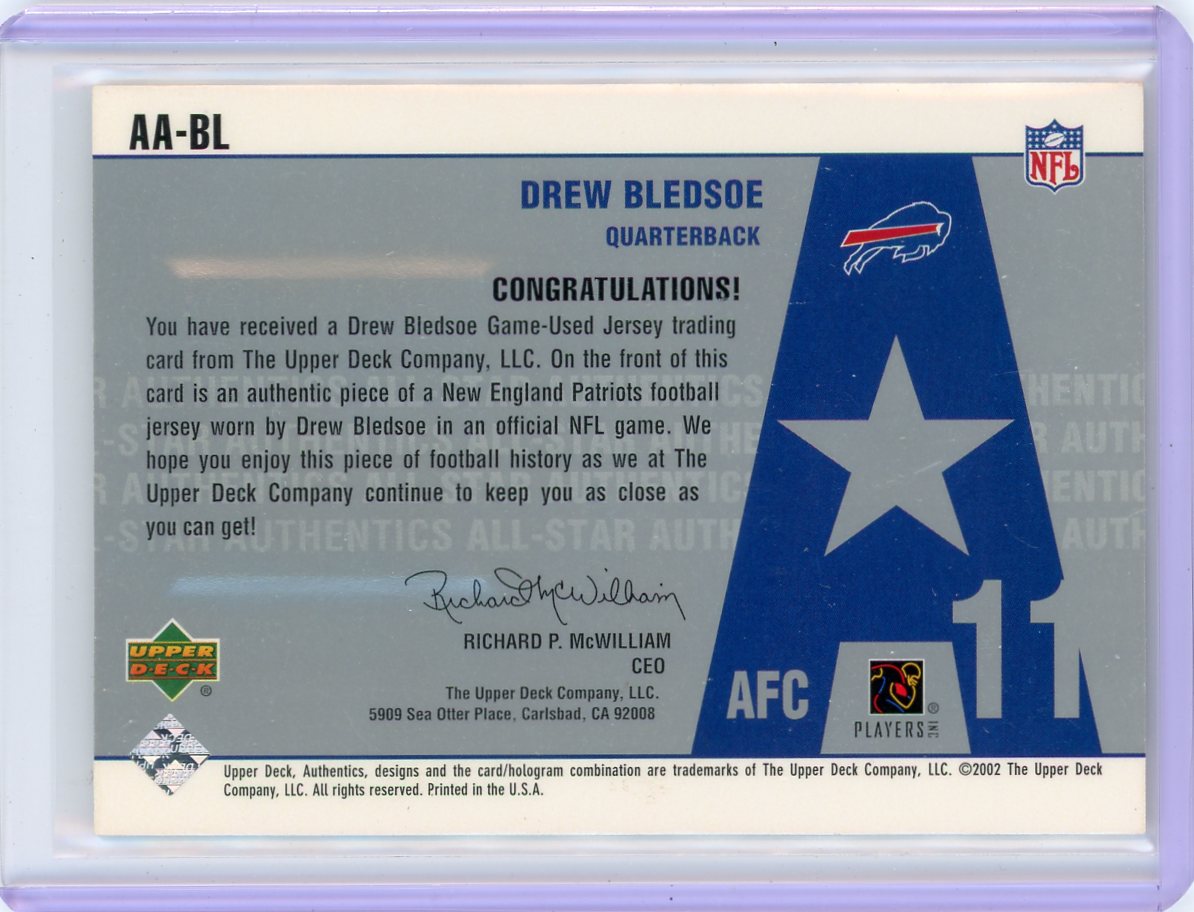 AA-BL
NFL
DREW BLEDSOE
QUARTERBACK
CONGRATULATIONS!
You have received a Drew Bledsoe Game-Used Jersey trading
card from The Upper Deck Company, LLC. On the front of this
card is an authentic piece of a New England Patriots football
jersey worn by Drew Bledsoe in an official NFL game. We
hope you enjoy this piece of football history as we at The
Upper Deck Company continue to keep you as close as
you can get!
Richard McWilliam
RICHARD P. McWILLIAM
CEO
The Upper Deck Company, LLC.
5909 Sea Otter Place, Carlsbad, CA 92008
UPPER
D·E·C·K
®
AFC
11
PLAYERS INC
®
Upper Deck, Authentics, designs and the card/hologram combination are trademarks of The Upper Deck Company, LLC. ©2002 The Upper Deck
Company, LLC. All rights reserved. Printed in the U.S.A.